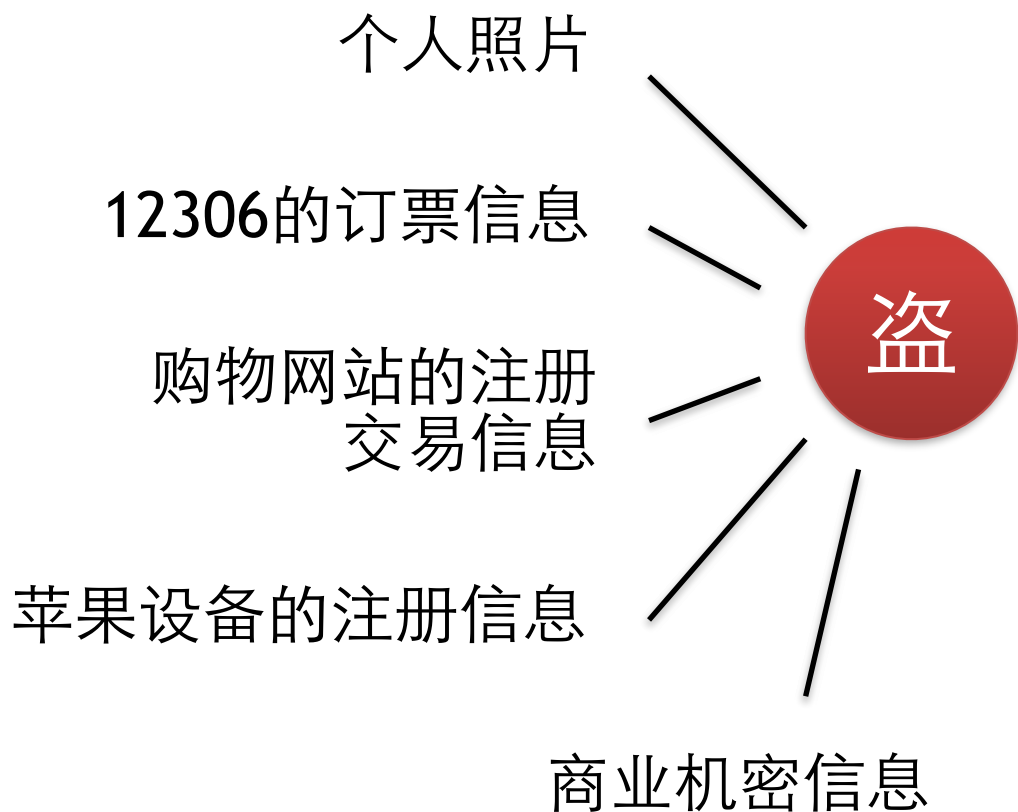 个人照片
12306的订票信息
盗
购物网站的注册
交易信息
苹果设备的注册信息
商业机密信息